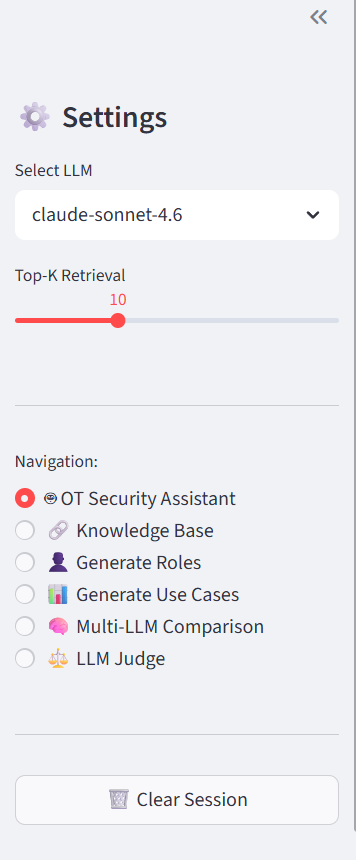 Settings
Select LLM
claude-sonnet-4.6
Top-K Retrieval
10
Navigation:
OT Security Assistant
Knowledge Base
Generate Roles
Generate Use Cases
Multi-LLM Comparison
LLM Judge
Clear Session